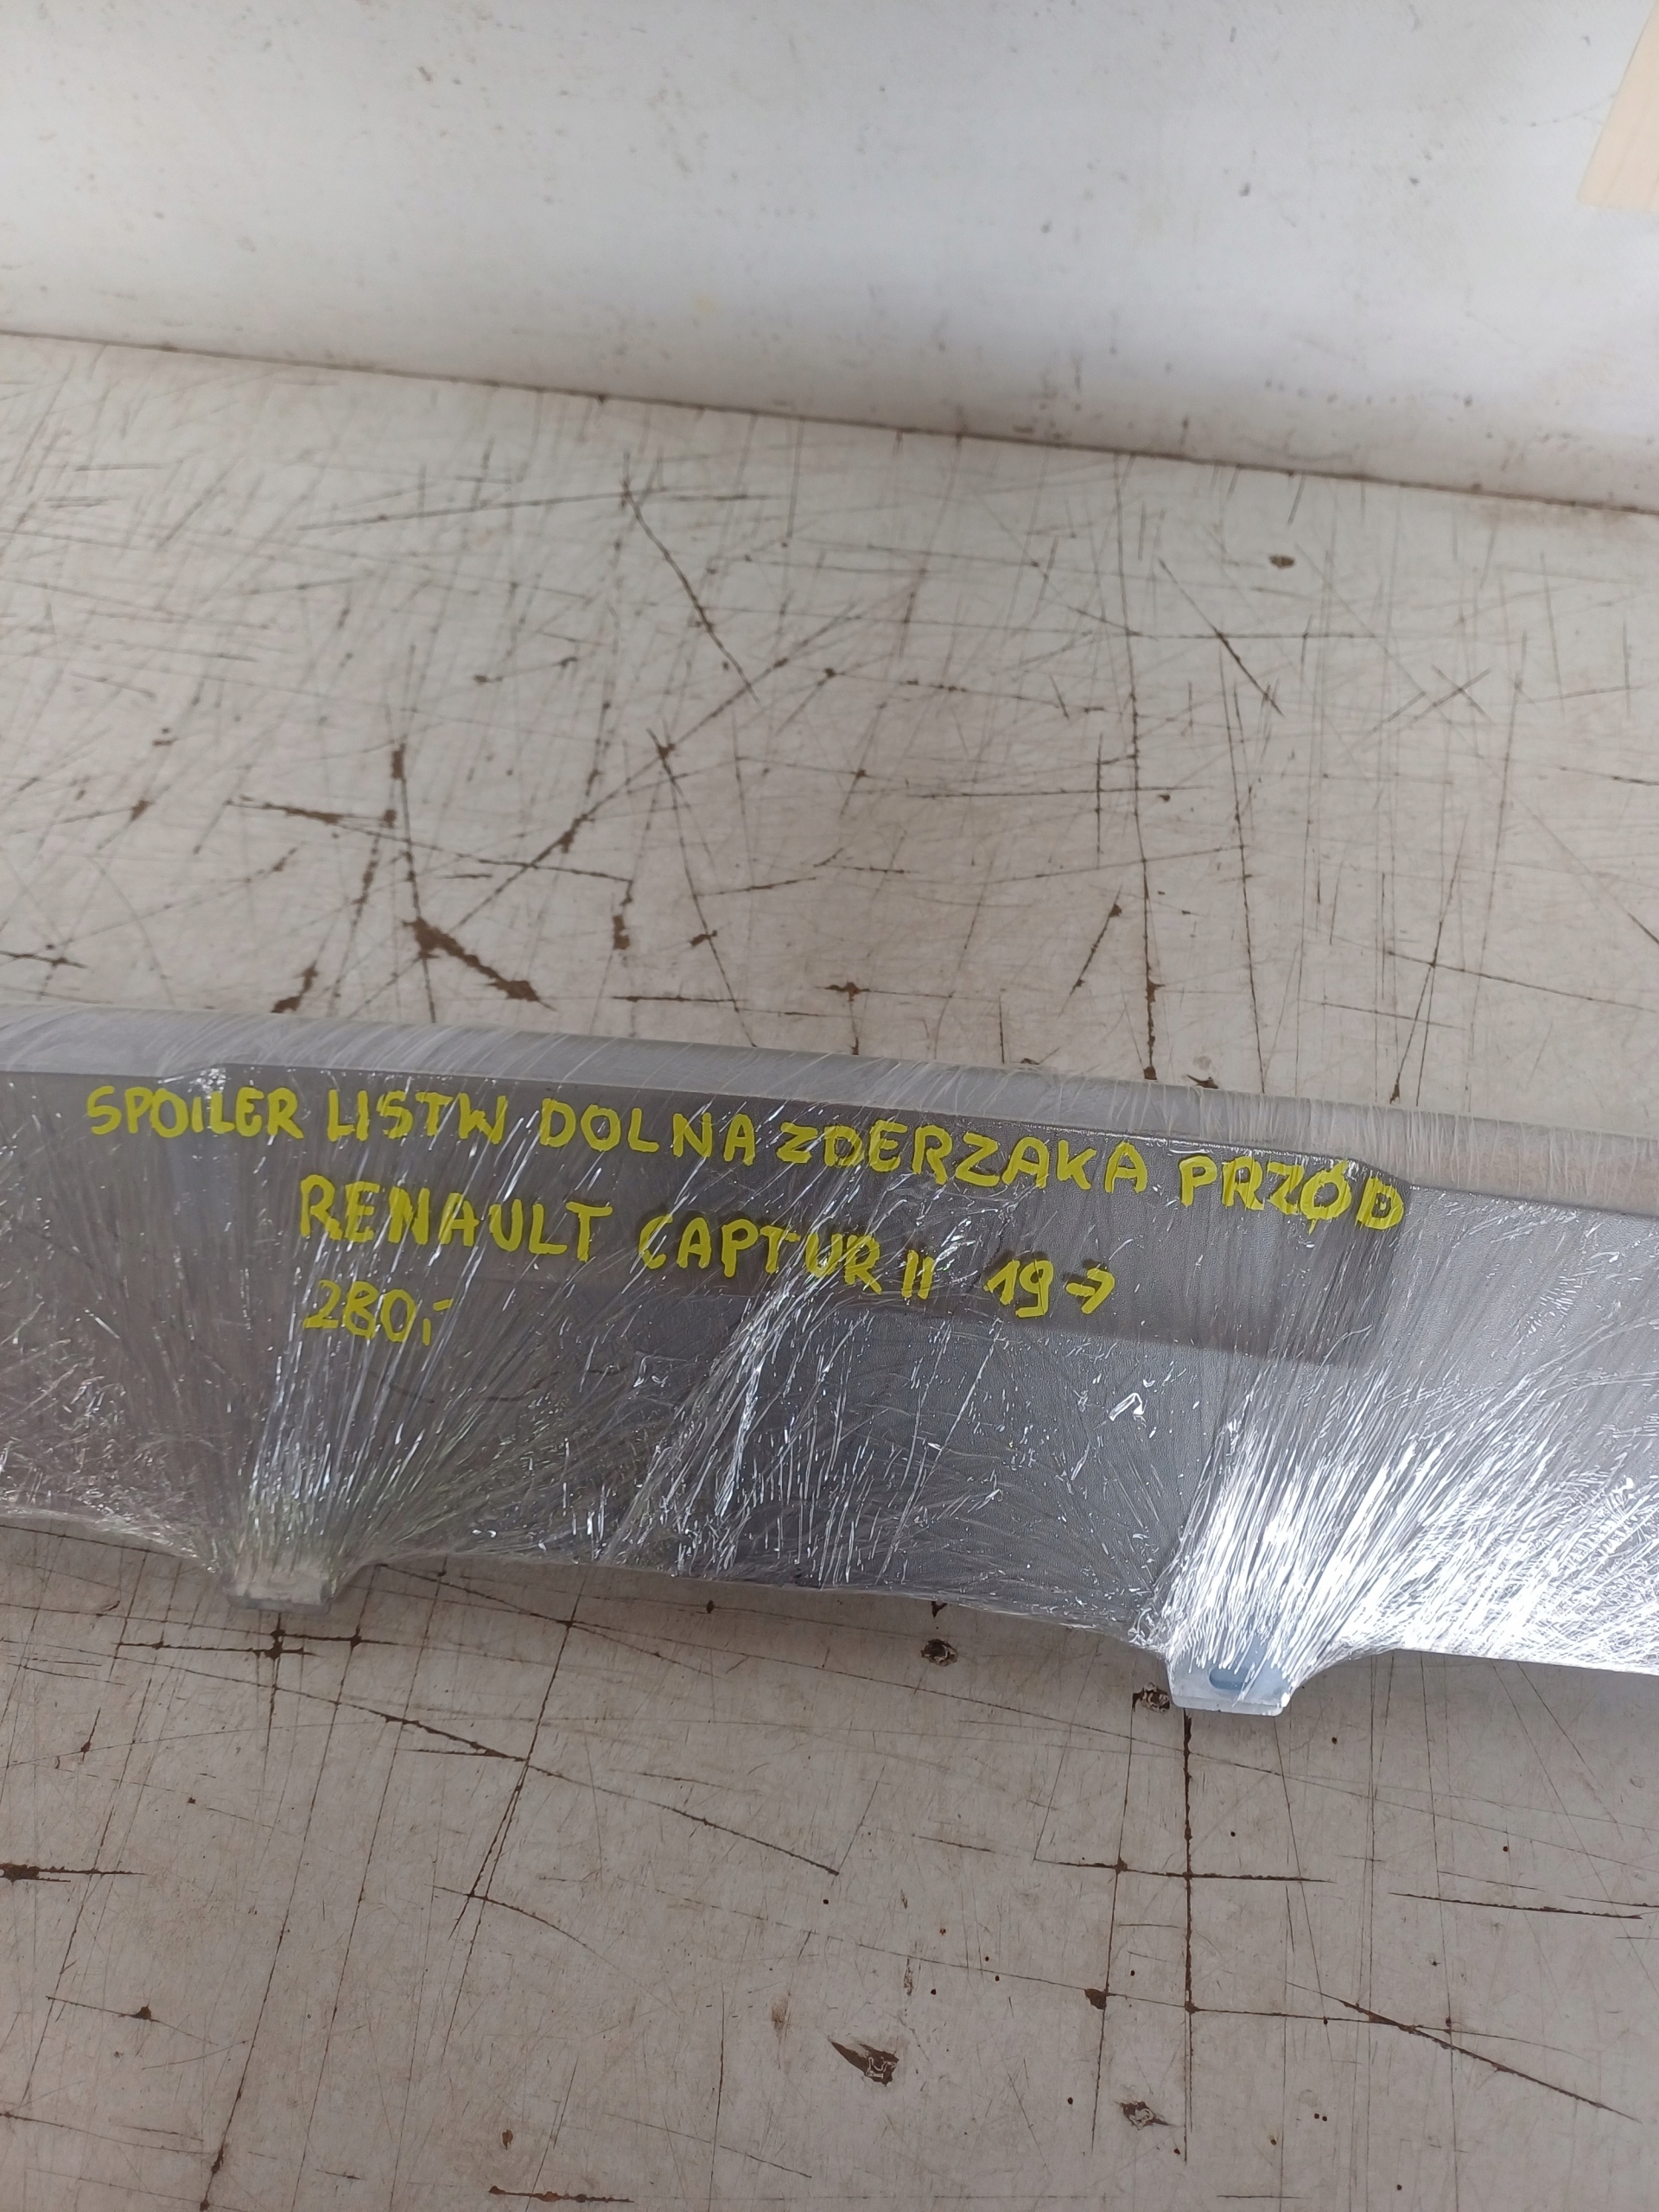 SPOILER LISTW DOLNA ZDERZAKA PRZÓD
RENAULT CAPTUR II 19→
280,-